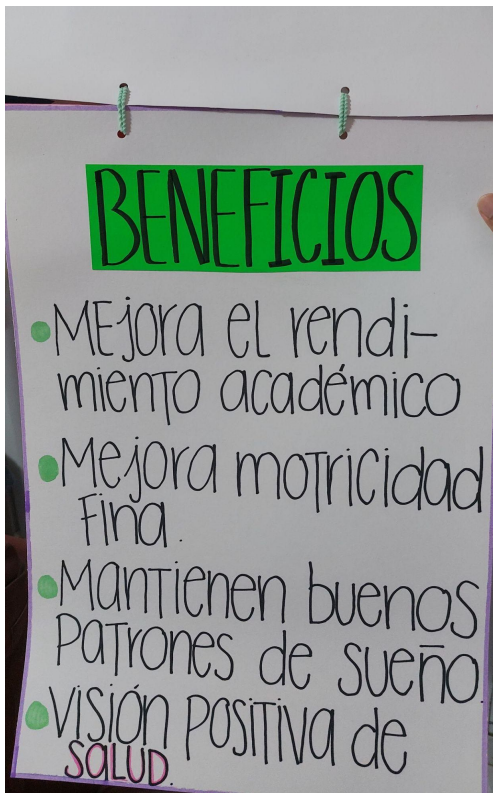 BENEFICIOS
• MEjora el rendi-
miento académico
• Mejora motricidad
fina.
• Mantienen buenos
patrones de sueño.
• Visión positiva de
SALUD.